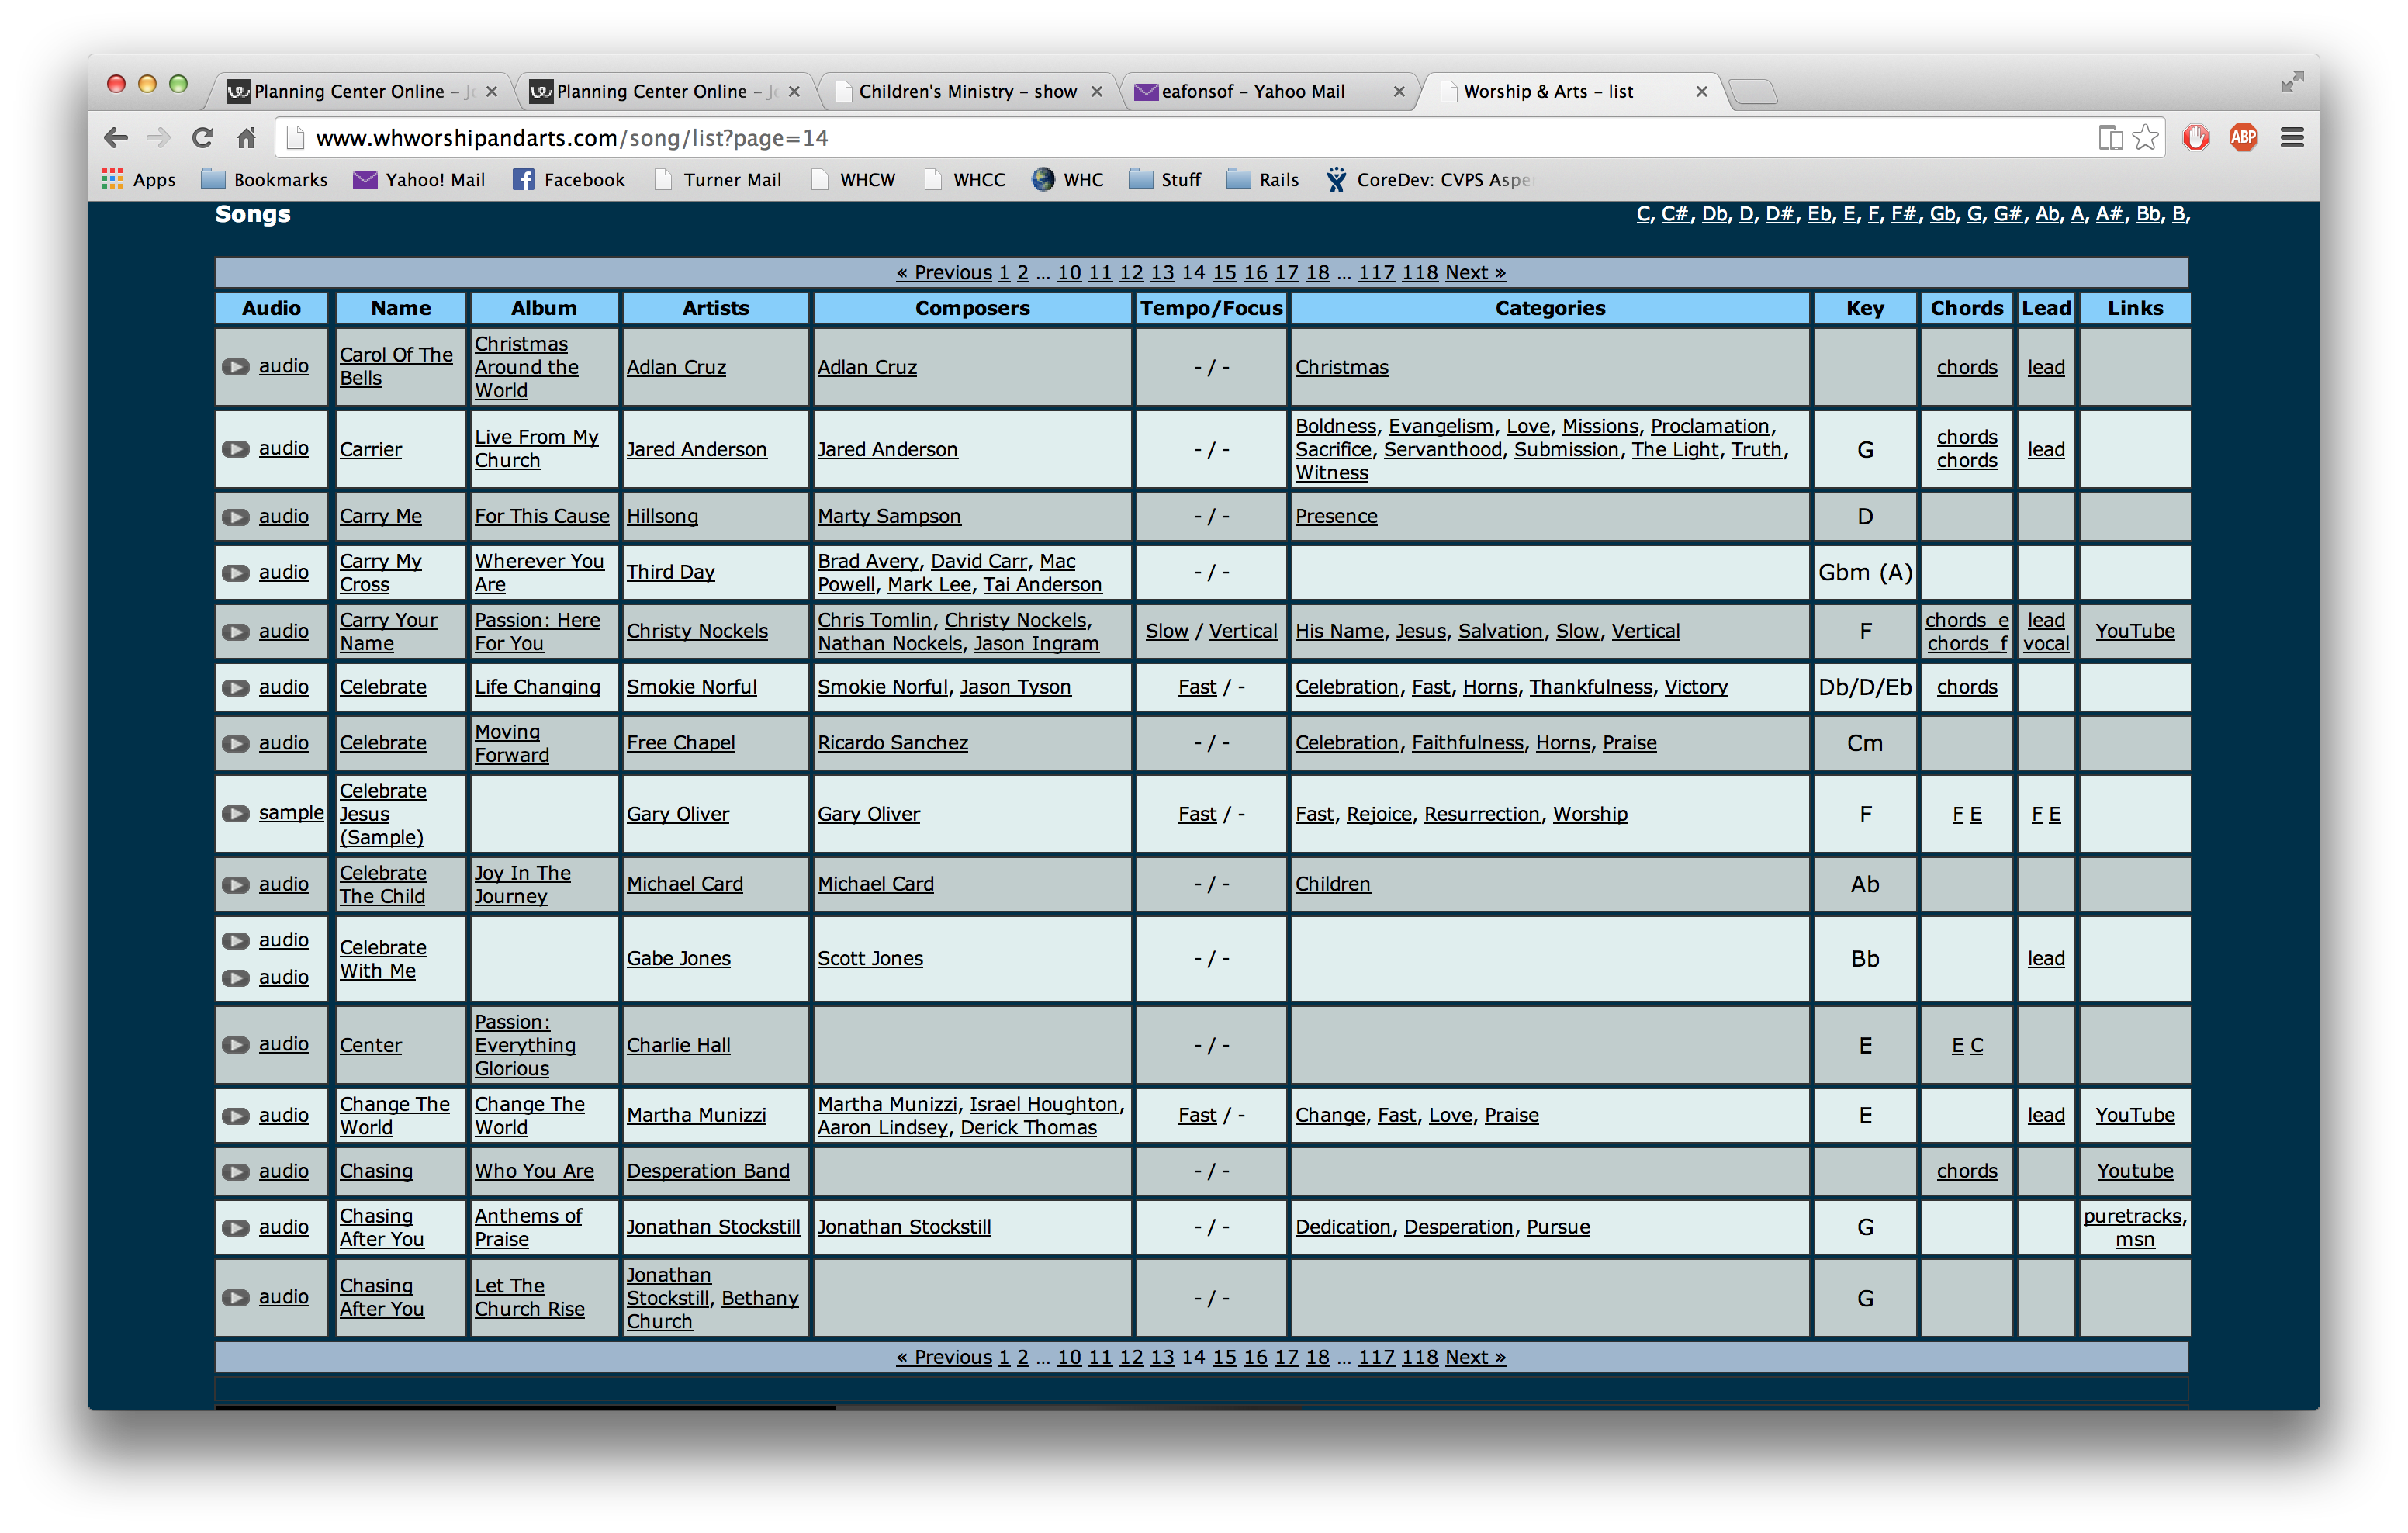 Planning Center Online – Jo
Planning Center Online – Jo
Children's Ministry – show
eafonsof – Yahoo Mail
Worship & Arts – list
www.whworshipandarts.com/song/list?page=14
ABP
Apps Bookmarks Yahoo! Mail Facebook Turner Mail WHCW WHCC WHC Stuff Rails CoreDev: CVPS Aspe
Songs
C, C#, Db, D, D#, Eb, E, F, F#, Gb, G, G#, Ab, A, A#, Bb, B,
« Previous 1 2 ... 10 11 12 13 14 15 16 17 18 ... 117 118 Next »
Audio Name Album Artists Composers Tempo/Focus Categories Key Chords Lead Links
audio
Carol Of The
Bells
Christmas
Around the
World
Adlan Cruz
Adlan Cruz
- / -
Christmas
chords
lead
audio
Carrier
Live From My
Church
Jared Anderson
Jared Anderson
- / -
Boldness, Evangelism, Love, Missions, Proclamation,
Sacrifice, Servanthood, Submission, The Light, Truth,
Witness
G
chords
chords
lead
audio
Carry Me
For This Cause
Hillsong
Marty Sampson
- / -
Presence
D
audio
Carry My
Cross
Wherever You
Are
Third Day
Brad Avery, David Carr, Mac
Powell, Mark Lee, Tai Anderson
- / -
Gbm (A)
audio
Carry Your
Name
Passion: Here
For You
Christy Nockels
Chris Tomlin, Christy Nockels,
Nathan Nockels, Jason Ingram
Slow / Vertical
His Name, Jesus, Salvation, Slow, Vertical
F
chords_e
chords_f
lead
vocal
YouTube
audio
Celebrate
Life Changing
Smokie Norful
Smokie Norful, Jason Tyson
Fast / -
Celebration, Fast, Horns, Thankfulness, Victory
Db/D/Eb
chords
audio
Celebrate
Moving
Forward
Free Chapel
Ricardo Sanchez
- / -
Celebration, Faithfulness, Horns, Praise
Cm
sample
Celebrate
Jesus
(Sample)
Gary Oliver
Gary Oliver
Fast / -
Fast, Rejoice, Resurrection, Worship
F
F E
F E
audio
Celebrate
The Child
Joy In The
Journey
Michael Card
Michael Card
- / -
Children
Ab
audio
audio
Celebrate
With Me
Gabe Jones
Scott Jones
- / -
Bb
lead
audio
Center
Passion:
Everything
Glorious
Charlie Hall
- / -
E
E C
audio
Change The
World
Change The
World
Martha Munizzi
Martha Munizzi, Israel Houghton,
Aaron Lindsey, Derick Thomas
Fast / -
Change, Fast, Love, Praise
E
lead
YouTube
audio
Chasing
Who You Are
Desperation Band
- / -
chords
Youtube
audio
Chasing
After You
Anthems of
Praise
Jonathan Stockstill
Jonathan Stockstill
- / -
Dedication, Desperation, Pursue
G
puretracks,
msn
audio
Chasing
After You
Let The
Church Rise
Jonathan
Stockstill, Bethany
Church
- / -
G
« Previous 1 2 ... 10 11 12 13 14 15 16 17 18 ... 117 118 Next »